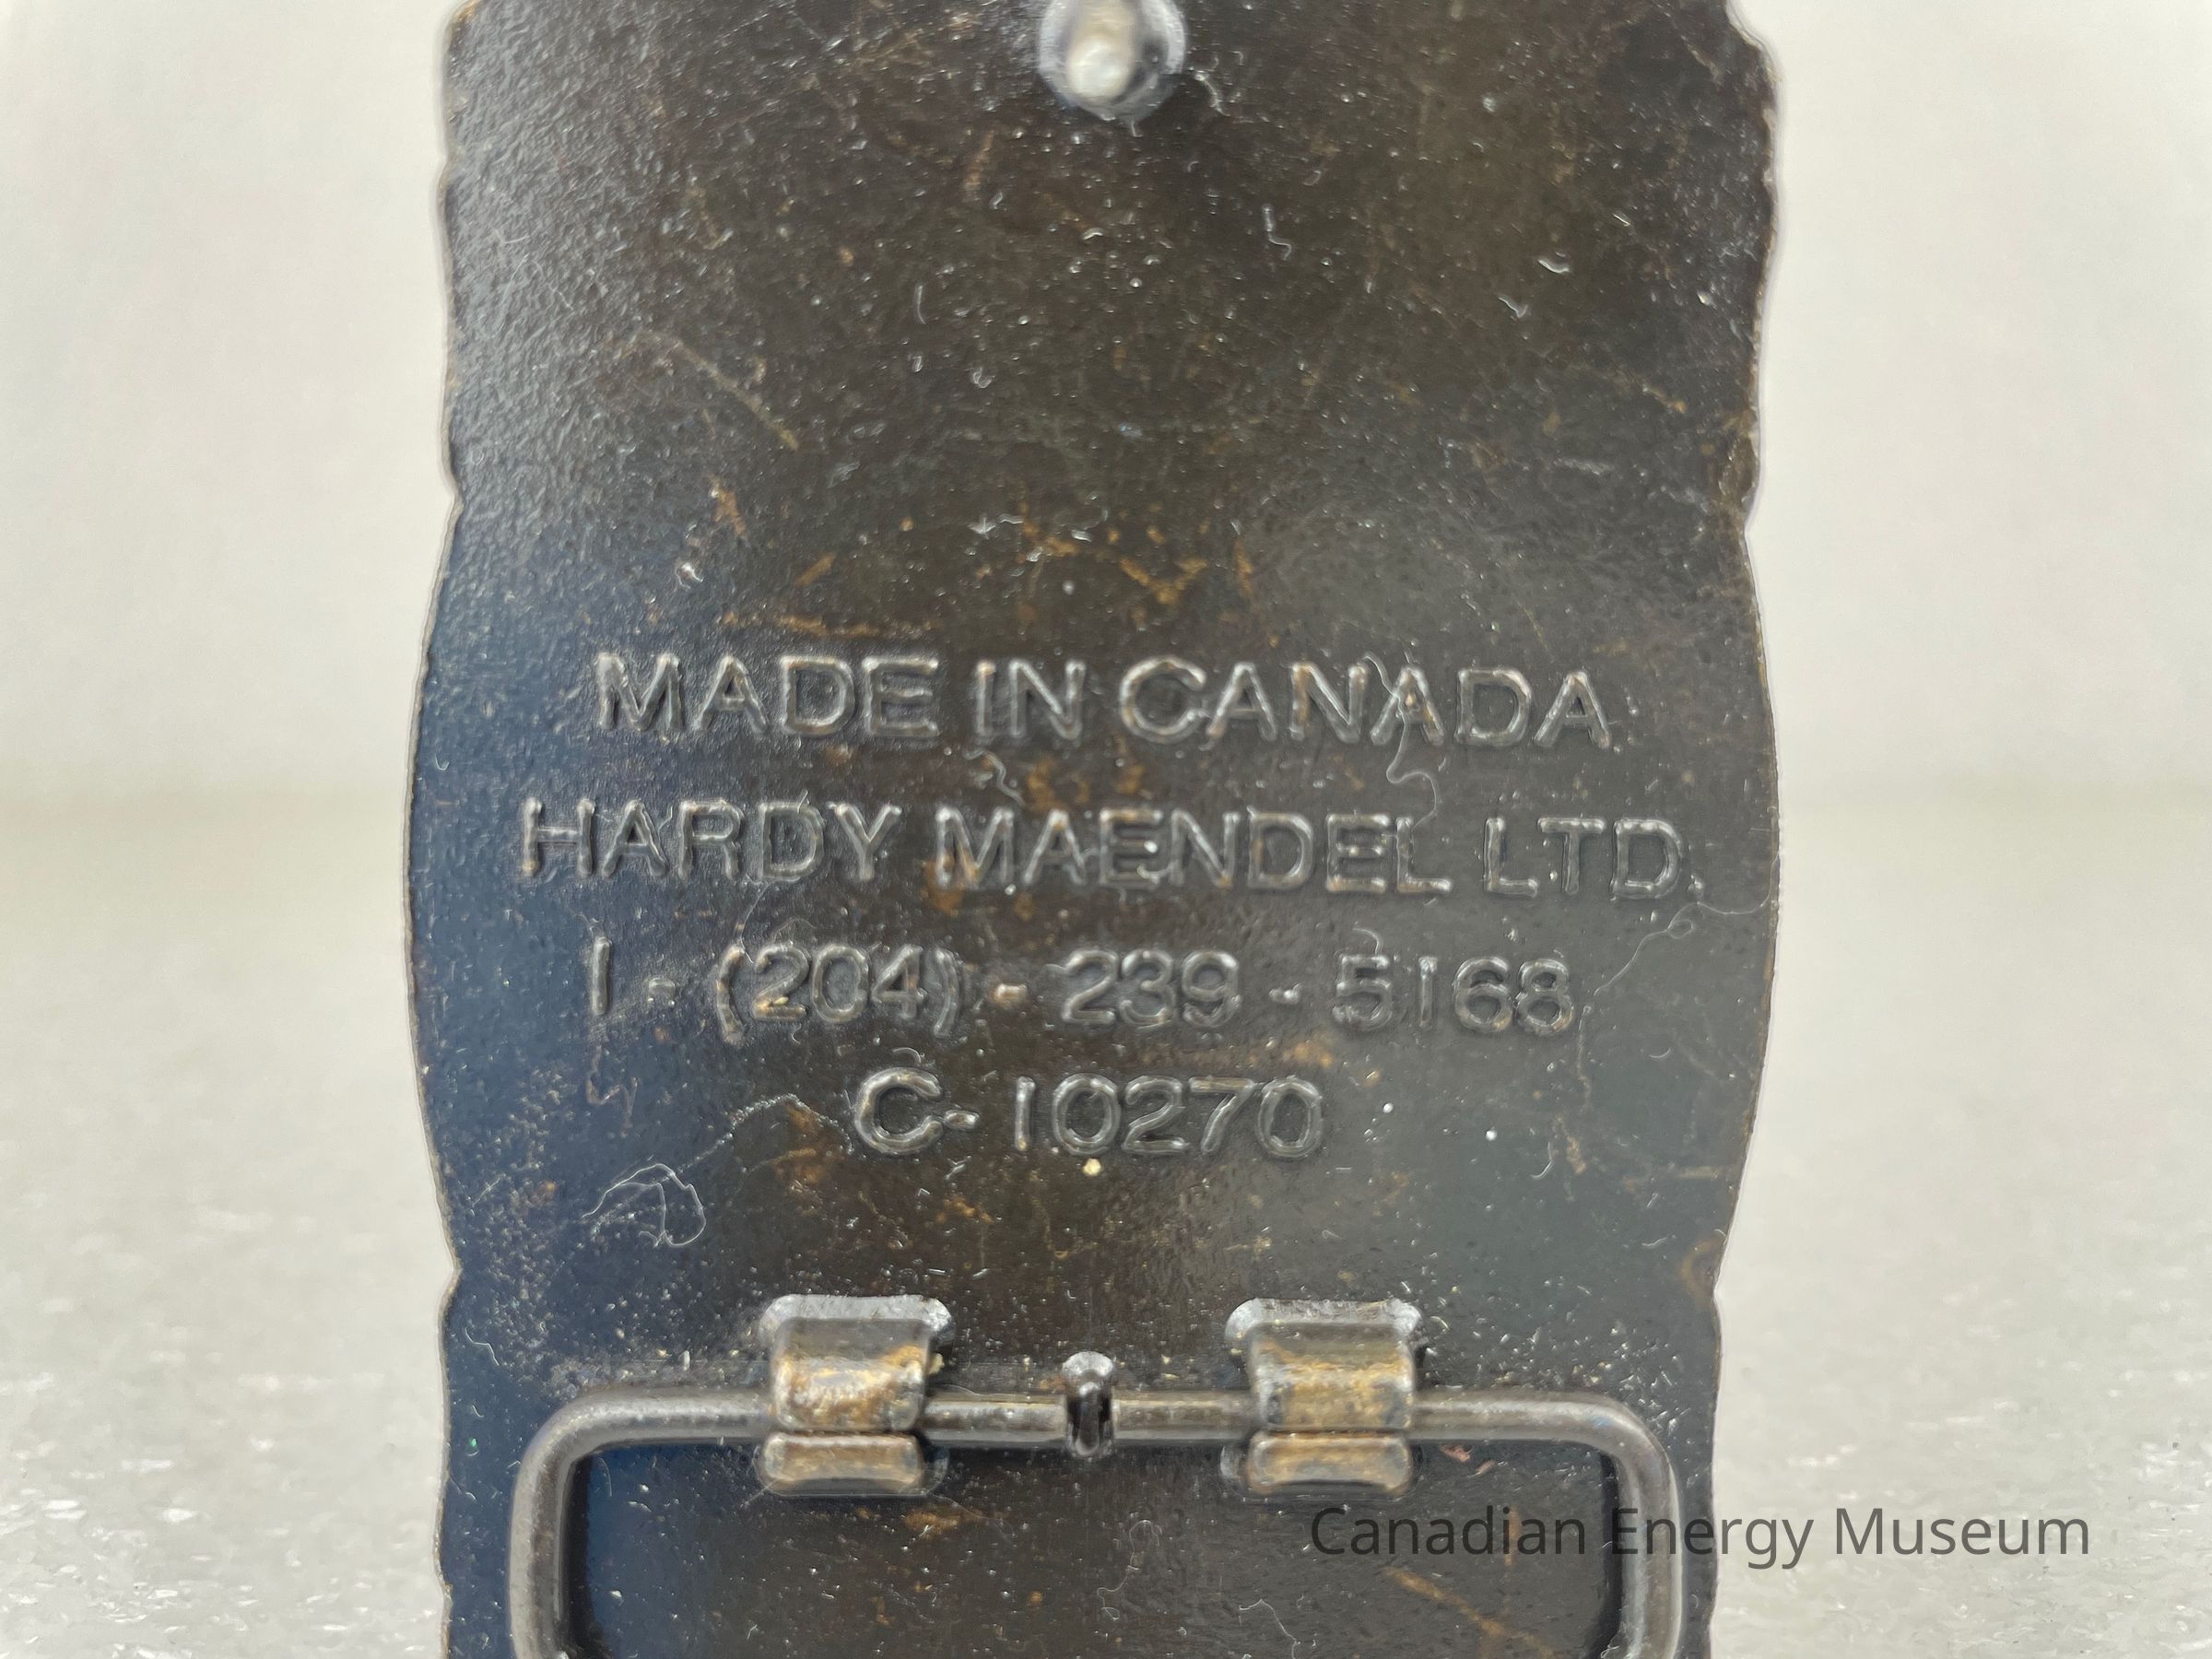 MADE IN CANADA
HARDY MAENDEL LTD.
1 - (204) - 239 - 5168
C- 10270
Canadian Energy Museum